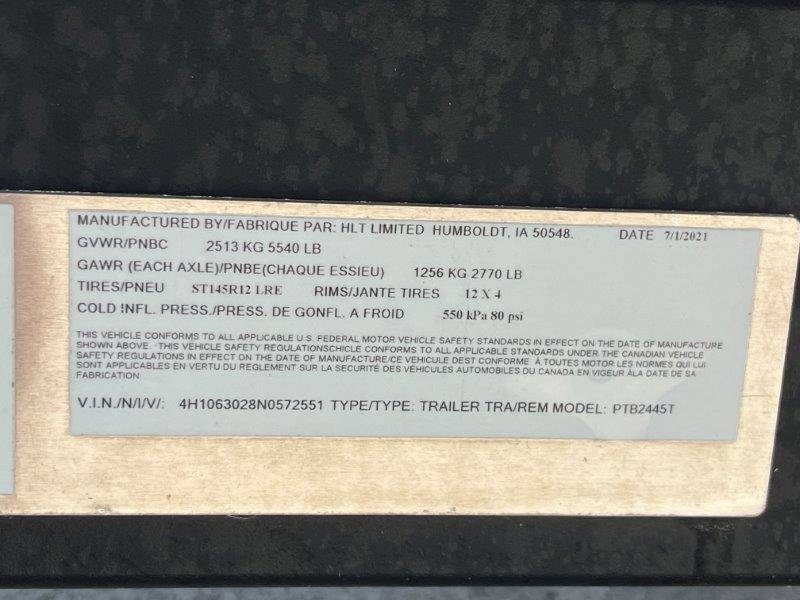 MANUFACTURED BY/FABRIQUE PAR: HLT LIMITED HUMBOLDT, IA 50548. DATE 7/1/2021
GVWR/PNBC 2513 KG 5540 LB
GAWR (EACH AXLE)/PNBE(CHAQUE ESSIEU) 1256 KG 2770 LB
TIRES/PNEU ST145R12 LRE RIMS/JANTE TIRES 12 X 4
COLD INFL. PRESS./PRESS. DE GONFL. A FROID 550 kPa 80 psi
THIS VEHICLE CONFORMS TO ALL APPLICABLE U.S. FEDERAL MOTOR VEHICLE SAFETY STANDARDS IN EFFECT ON THE DATE OF MANUFACTURE
SHOWN ABOVE. THIS VEHICLE CONFORMS TO ALL APPLICABLE STANDARDS UNDER THE CANADIAN VEHICLE
SAFETY REGULATIONS IN EFFECT ON THE DATE OF MANUFACTURE/CE VEHICULE DEST CONFORME À TOUTES MOTOR LES NORMES QUI LUI
SONT APPLICABLES EN VERTU DU REGLEMENT SUR LA SECURITÉ DES VÉHICULES AUTOMOBILES DU CANADA EN VIGEUR ÀLA DATE DE SA
FABRICATION
V.I.N./N/I/V/: 4H1063028N0572551 TYPE/TYPE: TRAILER TRA/REM MODEL: PTB2445T